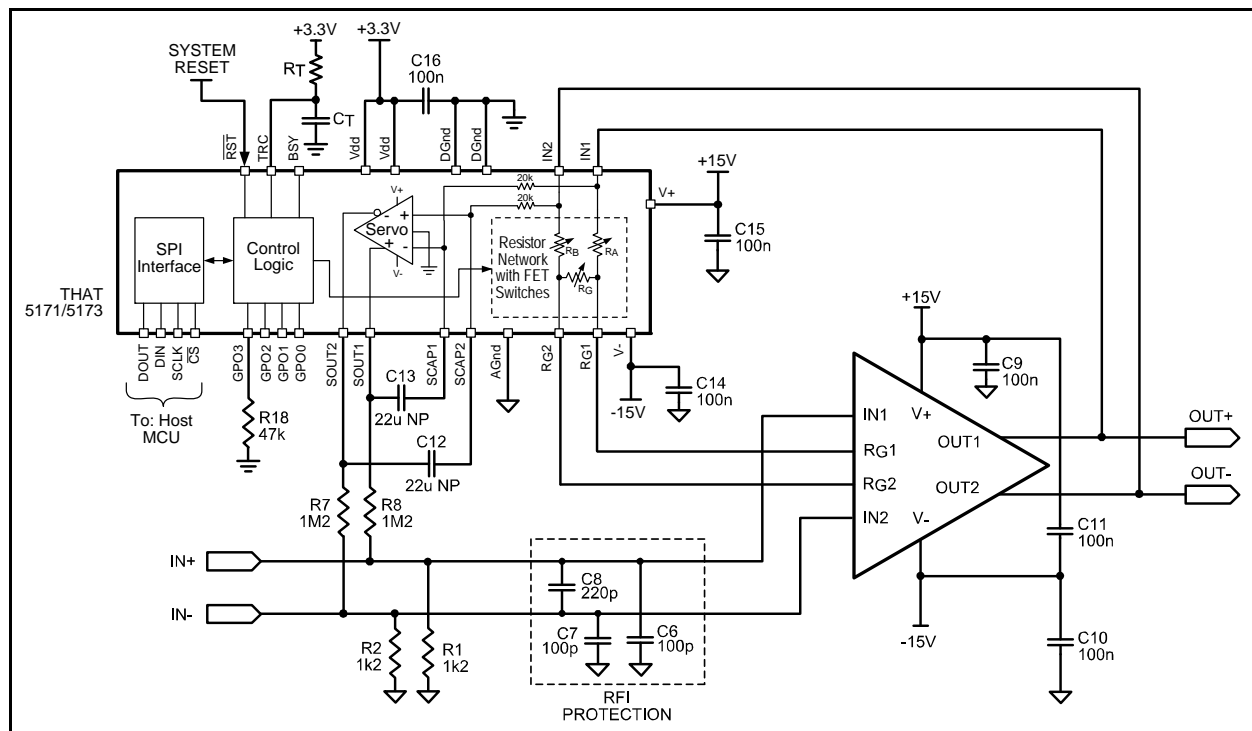 +3.3V
+3.3V
SYSTEM
RESET
RT
CT
C16
100n
RST
TRC
BSY
Vdd
Vdd
DGnd
DGnd
IN2
IN1
20k
20k
V+
+15V
C15
100n
SPI
Interface
Control
Logic
V+
- +
Servo
+ -
V-
Resistor
Network
with FET
Switches
RB
RA
RG
THAT
5171/5173
DOUT
DIN
SCLK
CS
GPO3
GPO2
GPO1
GPO0
SOUT2
SOUT1
SCAP1
SCAP2
AGnd
RG2
RG1
V-
To: Host
MCU
R18
47k
C13
22u NP
C12
22u NP
C14
100n
-15V
R7
1M2
R8
1M2
+15V
C9
100n
V+
IN1
RG1
RG2
IN2
OUT1
OUT2
V-
OUT+
OUT-
C11
100n
-15V
C10
100n
IN+
IN-
R2
1k2
R1
1k2
C8
220p
C7
100p
C6
100p
RFI
PROTECTION